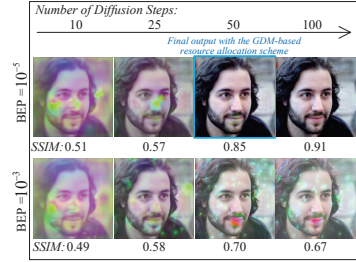 Number of Diffusion Steps:
10 25 50 100
Final output with the GDM-based
resource allocation scheme
BEP = 10^-5
SSIM: 0.51 0.57 0.85 0.91
BEP = 10^-3
SSIM: 0.49 0.58 0.70 0.67